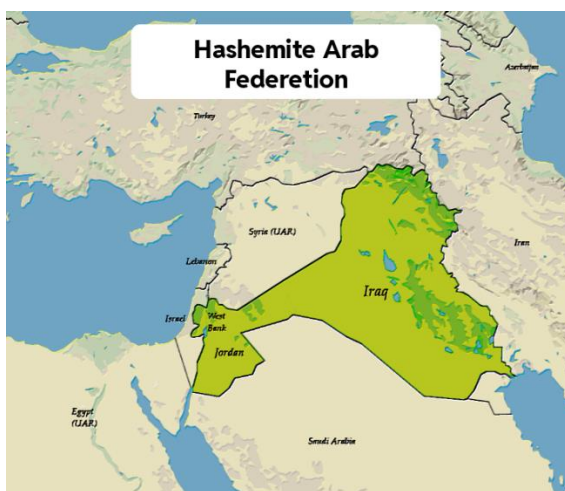 Hashemite Arab
Federetion
Azerbaijan
Turkey
Syria (UAR)
Lebanon
Iran
Iraq
Israel
West
Bank
Jordan
Egypt
(UAR)
Saudi Arabia